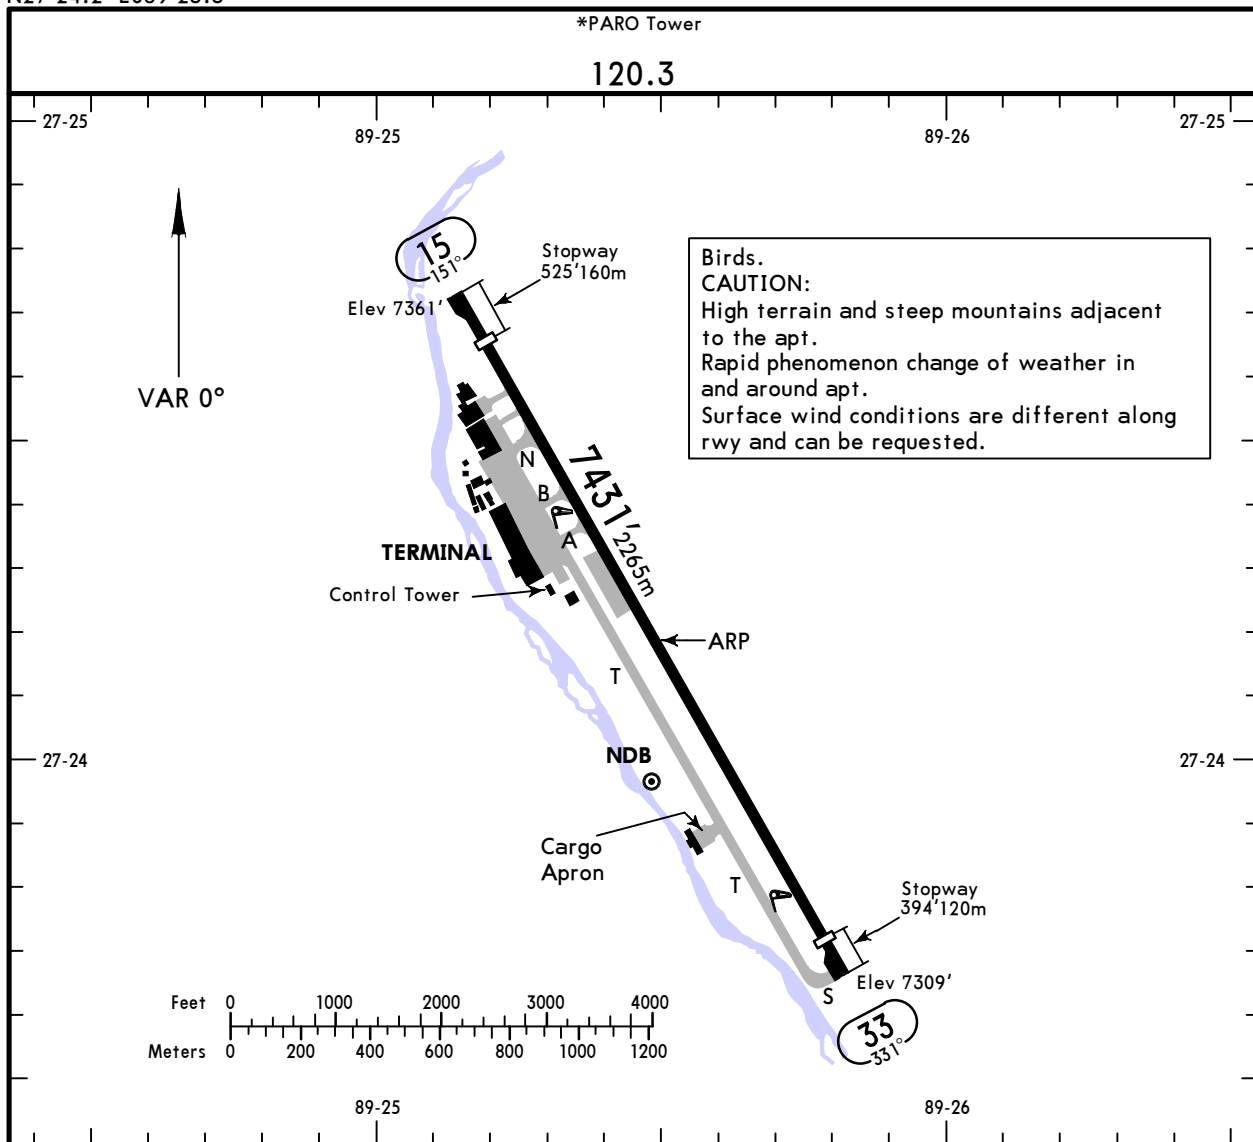 *PARO Tower
120.3
27-25
89-25
89-26
27-25
15
151°
Stopway
525'160m
Elev 7361'
VAR 0°
Birds.
CAUTION:
High terrain and steep mountains adjacent
to the apt.
Rapid phenomenon change of weather in
and around apt.
Surface wind conditions are different along
rwy and can be requested.
N
B
A
7431'
2265m
TERMINAL
Control Tower
ARP
T
NDB
27-24
27-24
Cargo
Apron
T
Stopway
394'120m
Elev 7309'
S
33
331°
Feet 0 1000 2000 3000 4000
Meters 0 200 400 600 800 1000 1200
89-25
89-26